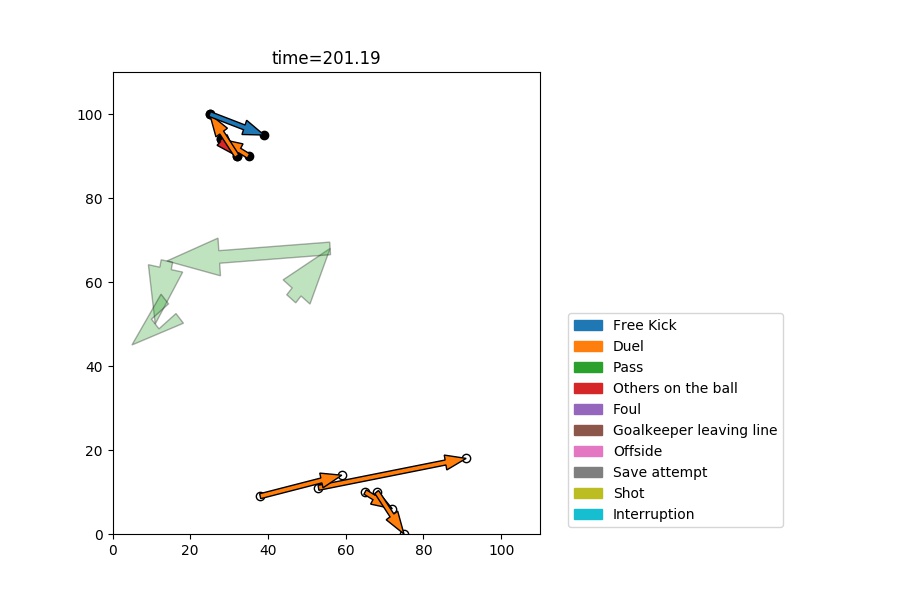 time=201.19
100
80
60
40
20
0
0 20 40 60 80 100
Free Kick
Duel
Pass
Others on the ball
Foul
Goalkeeper leaving line
Offside
Save attempt
Shot
Interruption